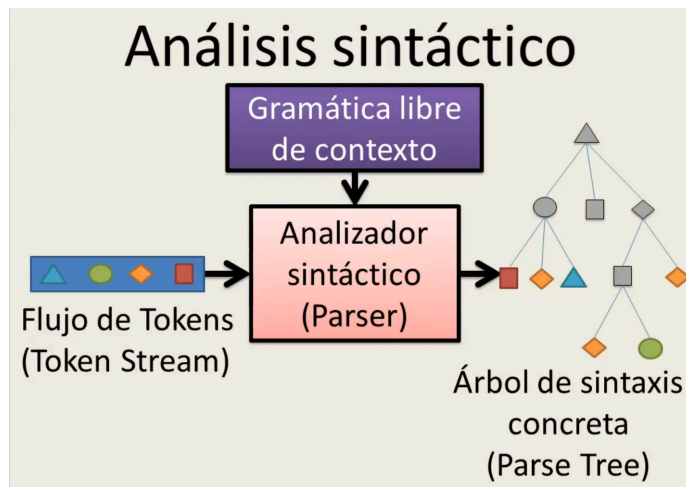 Análisis sintáctico
Gramática libre
de contexto
Analizador
sintáctico
(Parser)
Flujo de Tokens
(Token Stream)
Árbol de sintaxis
concreta
(Parse Tree)